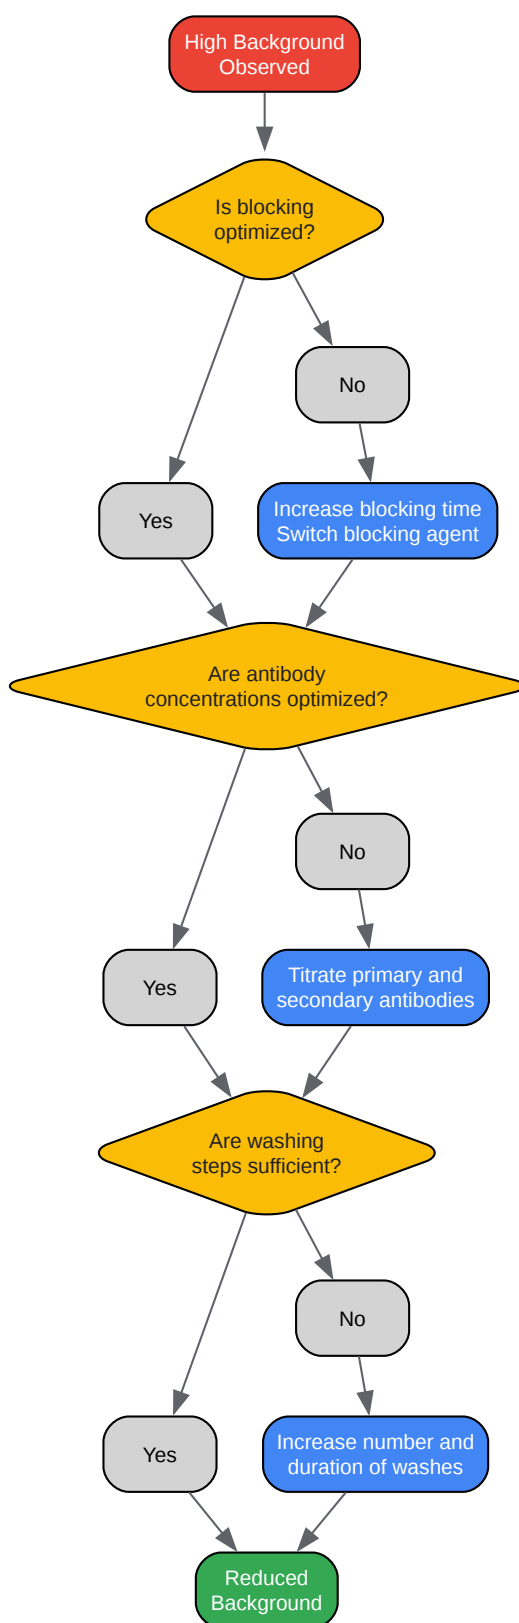 High Background
Observed
Is blocking
optimized?
No
Yes
Increase blocking time
Switch blocking agent
Are antibody
concentrations optimized?
No
Yes
Titrate primary and
secondary antibodies
Are washing
steps sufficient?
No
Yes
Increase number and
duration of washes
Reduced
Background